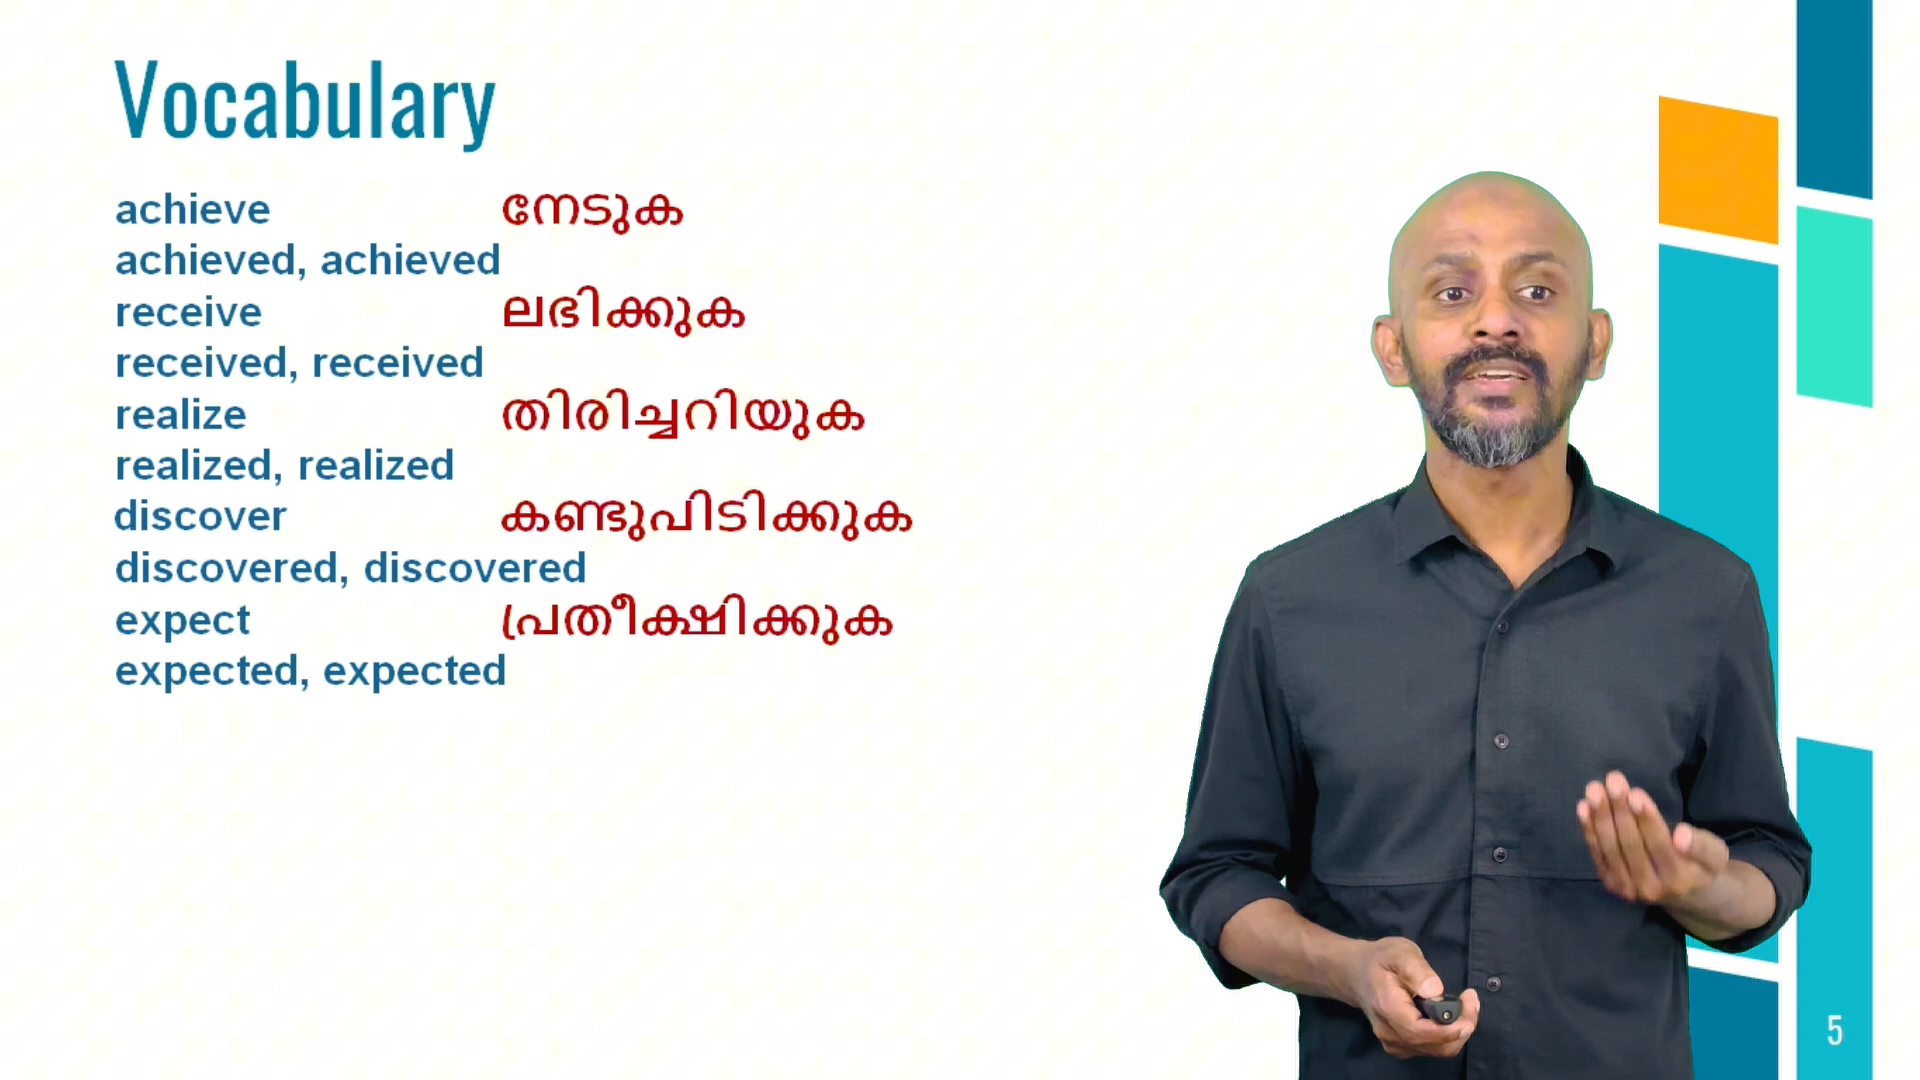 Vocabulary
achieve നേടുക
achieved, achieved
receive ലഭിക്കുക
received, received
realize തിരിച്ചറിയുക
realized, realized
discover കണ്ടുപിടിക്കുക
discovered, discovered
expect പ്രതീക്ഷിക്കുക
expected, expected
5